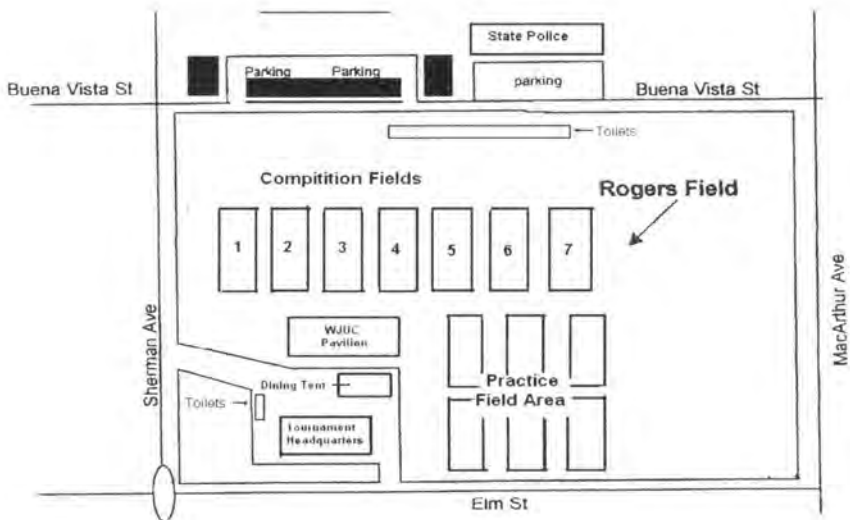 State Police
Parking Parking
parking
Buena Vista St
Buena Vista St
Toilets
Compitition Fields
Rogers Field
1 2 3 4 5 6 7
Sherman Ave
MacArthur Ave
WJUC
Pavilion
Dining Tent
Toilets
Practice
Field Area
Tournament
Headquarters
Elm St